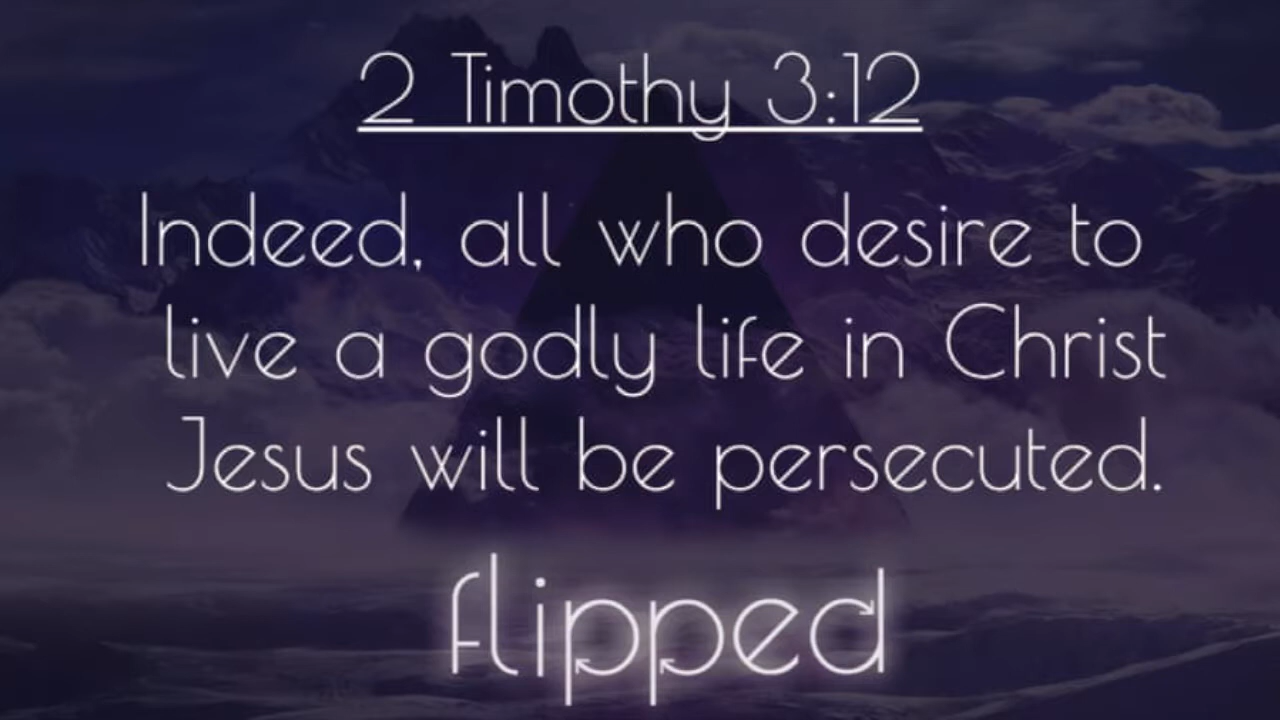 2 Timothy 3:12
Indeed, all who desire to
live a godly life in Christ
Jesus will be persecuted.
flipped